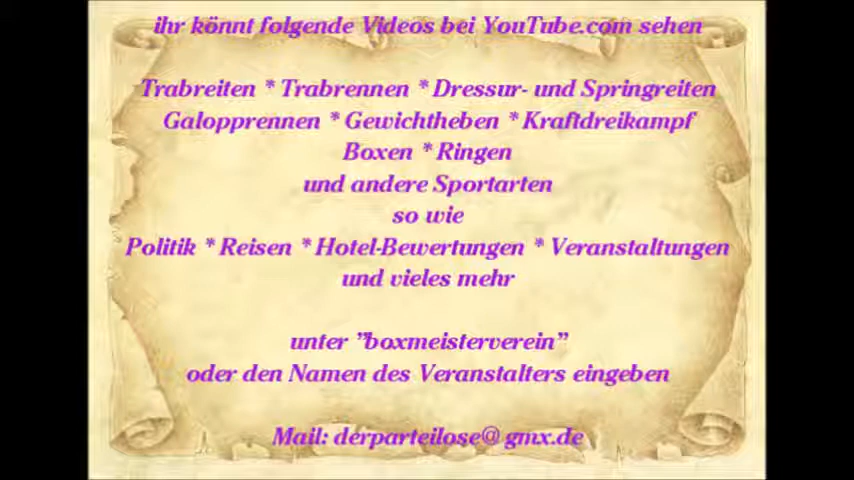 ihr könnt folgende Videos bei YouTube.com sehen
Trabreiten * Trabrennen * Dressur- und Springreiten
Galopprennen * Gewichtheben * Kraftdreikampf
Boxen * Ringen
und andere Sportarten
so wie
Politik * Reisen * Hotel-Bewertungen * Veranstaltungen
und vieles mehr
unter "boxmeisterverein"
oder den Namen des Veranstalters eingeben
Mail: derparteilose@gmx.de